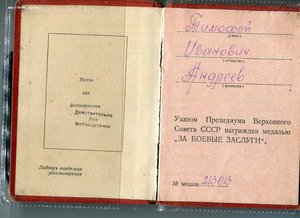 Место
для
фотокарточки
ДЕЙСТВИТЕЛЬНО
БЕЗ
ФОТОКАРТОЧКИ
Подпись владельца
удостоверения
Тимофей
(имя)
Иванович
(отчество)
Андреев
(фамилия)
Указом Президиума Верховного
Совета СССР награжден медалью
„ЗА БОЕВЫЕ ЗАСЛУГИ“.
№ медали